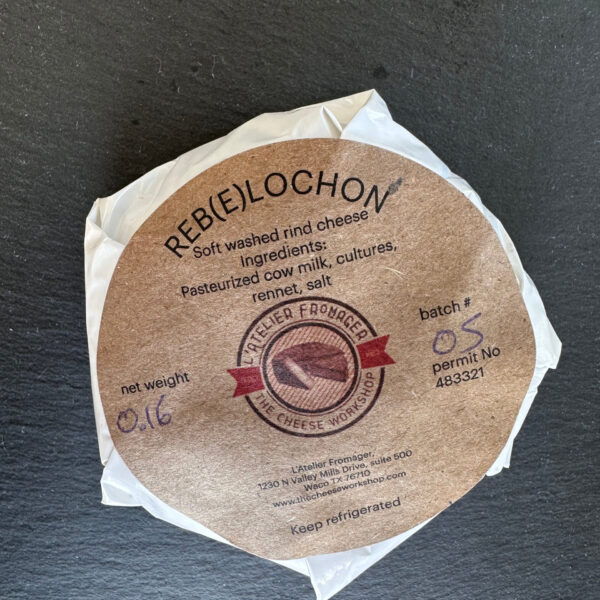 REB(E)LOCHON
Soft washed rind cheese
Ingredients:
Pasteurized cow milk, cultures,
rennet, salt
L'ATELIER FROMAGER
THE CHEESE WORKSHOP
batch #
05
permit No
483321
net weight
0.16
L'Atelier Fromager,
1230 N Valley Mills Drive, suite 500
Waco TX 76710
www.thecheeseworkshop.com
Keep refrigerated